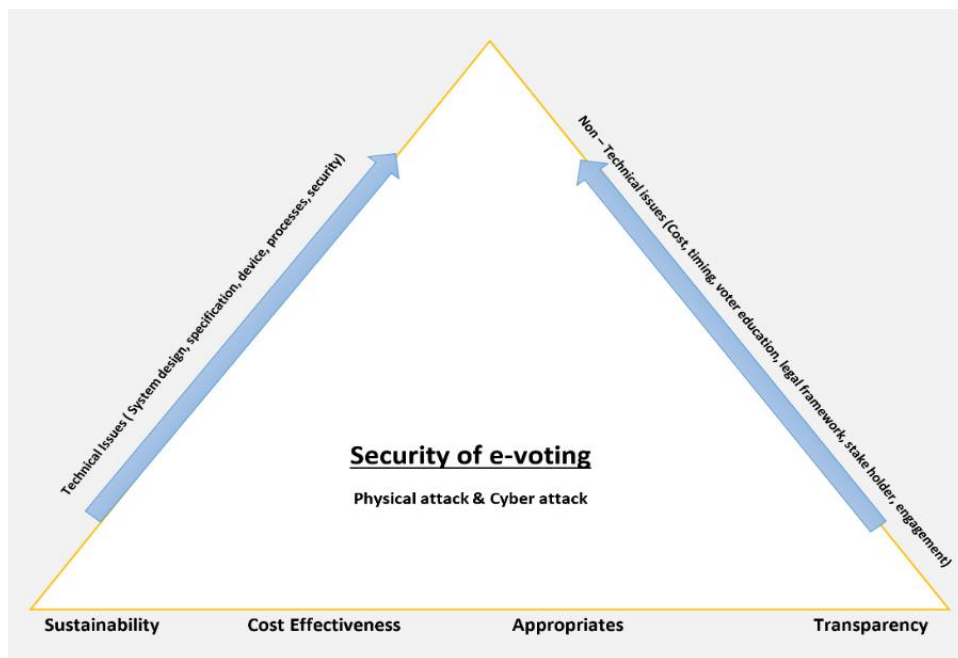 Technical Issues ( System design, specification, device, processes, security)
Non – Technical issues (Cost, timing, voter education, legal framework, stake holder, engagement)
Security of e-voting
Physical attack & Cyber attack
Sustainability Cost Effectiveness Appropriates Transparency